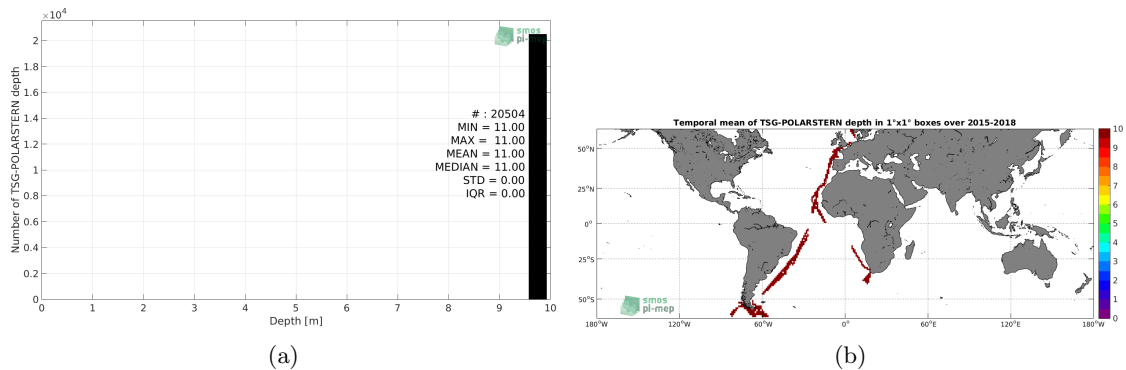 ×10⁴
2
1.8
1.6
1.4
1.2
1
0.8
0.6
0.4
0.2
0
Number of TSG-POLARSTERN depth
smos
pi-mep
# : 20504
MIN = 11.00
MAX = 11.00
MEAN = 11.00
MEDIAN = 11.00
STD = 0.00
IQR = 0.00
0 1 2 3 4 5 6 7 8 9 10
Depth [m]
(a)
Temporal mean of TSG-POLARSTERN depth in 1°x1° boxes over 2015-2018
50°N
25°N
0°
25°S
50°S
smos
pi-mep
180°W 120°W 60°W 0° 60°E 120°E 180°W
10
9
8
7
6
5
4
3
2
1
0
(b)